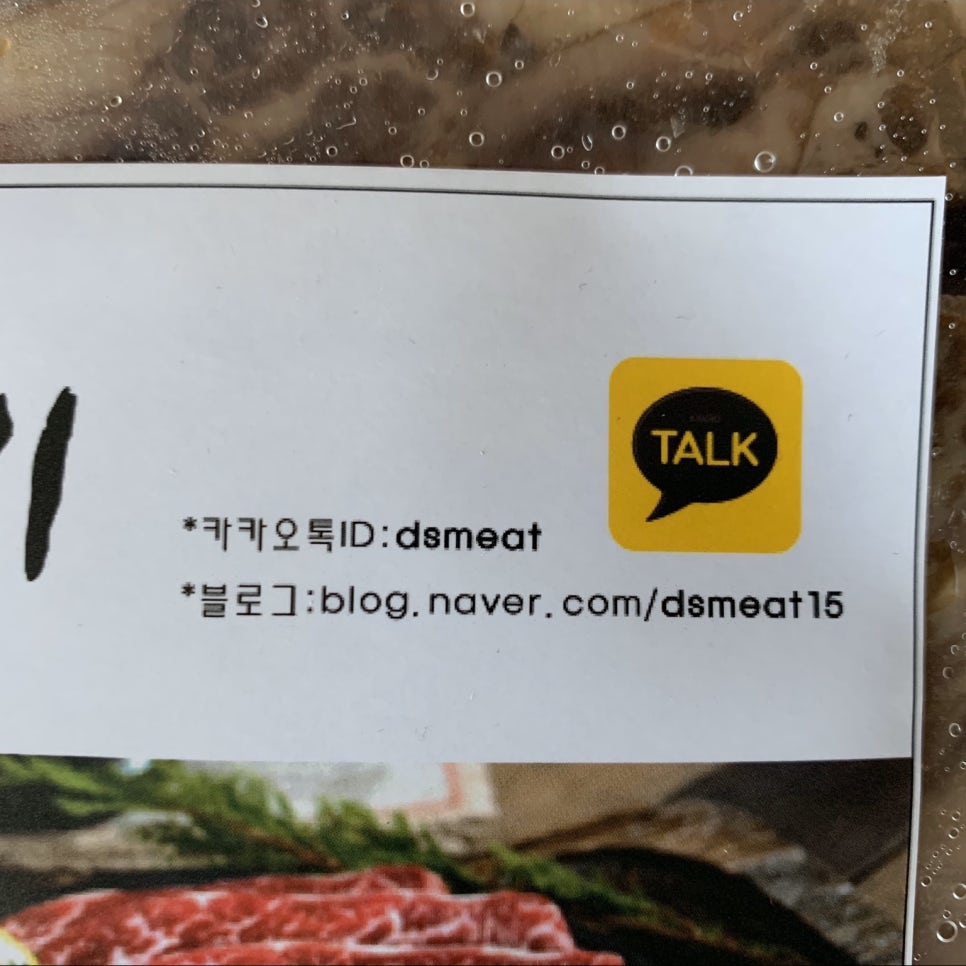 TALK
*카카오톡ID:dsmeat
*블로그:blog.naver.com/dsmeat15